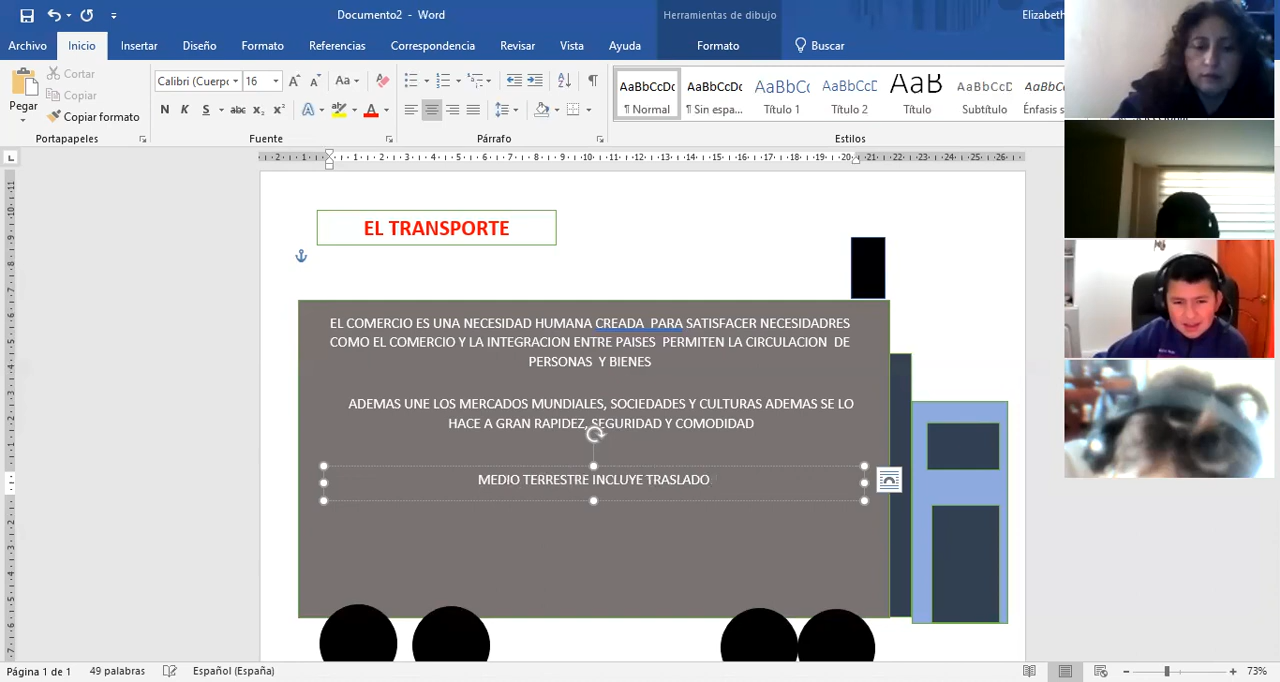 Documento2 - Word
Herramientas de dibujo
Elizabeth
Archivo Inicio Insertar Diseño Formato Referencias Correspondencia Revisar Vista Ayuda Formato Buscar
Pegar
Cortar
Copiar
Copiar formato
Portapapeles
Calibri (Cuerpo 16
Aa
N K S abc x₂ x²
Fuente
Párrafo
AaBbCcDc AaBbCcDc AaBbCc AaBbCcC AaB AaBbCcC AaBbCc
¶ Normal ¶ Sin espa... Título 1 Título 2 Título Subtítulo Énfasis s
Estilos
EL TRANSPORTE
EL COMERCIO ES UNA NECESIDAD HUMANA CREADA PARA SATISFACER NECESIDADRES
COMO EL COMERCIO Y LA INTEGRACION ENTRE PAISES PERMITEN LA CIRCULACION DE
PERSONAS Y BIENES
ADEMAS UNE LOS MERCADOS MUNDIALES, SOCIEDADES Y CULTURAS ADEMAS SE LO
HACE A GRAN RAPIDEZ, SEGURIDAD Y COMODIDAD
MEDIO TERRESTRE INCLUYE TRASLADO
Página 1 de 1 49 palabras Español (España) 73%